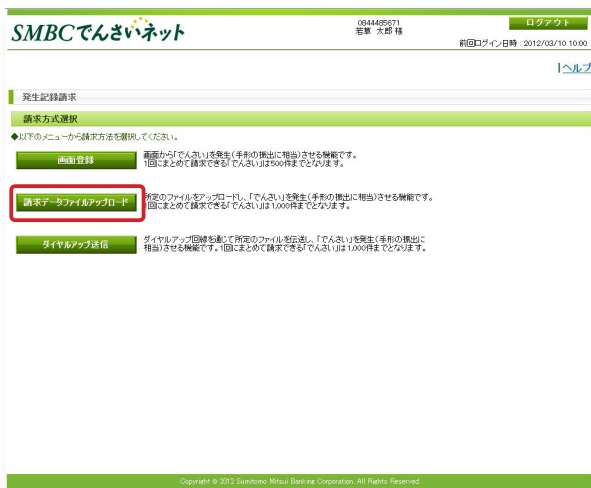 SMBCでんさいネット
0844485671
若草 太郎 様
ログアウト
前回ログイン日時：2012/03/10 10:00
ヘルプ
発生記録請求
請求方式選択
◆以下のメニューから請求方法を選択してください。
画面登録
画面から「でんさい」を発生(手形の振出に相当)させる機能です。
1回にまとめて請求できる「でんさい」は500件までとなります。
請求データファイルアップロード
所定のファイルをアップロードし、「でんさい」を発生(手形の振出に相当)させる機能です。
1回にまとめて請求できる「でんさい」は1,000件までとなります。
ダイヤルアップ送信
ダイヤルアップ回線を通じて所定のファイルを伝送し、「でんさい」を発生(手形の振出に
相当)させる機能です。1回にまとめて請求できる「でんさい」は1,000件までとなります。
Copyright © 2012 Sumitomo Mitsui Banking Corporation. All Rights Reserved.